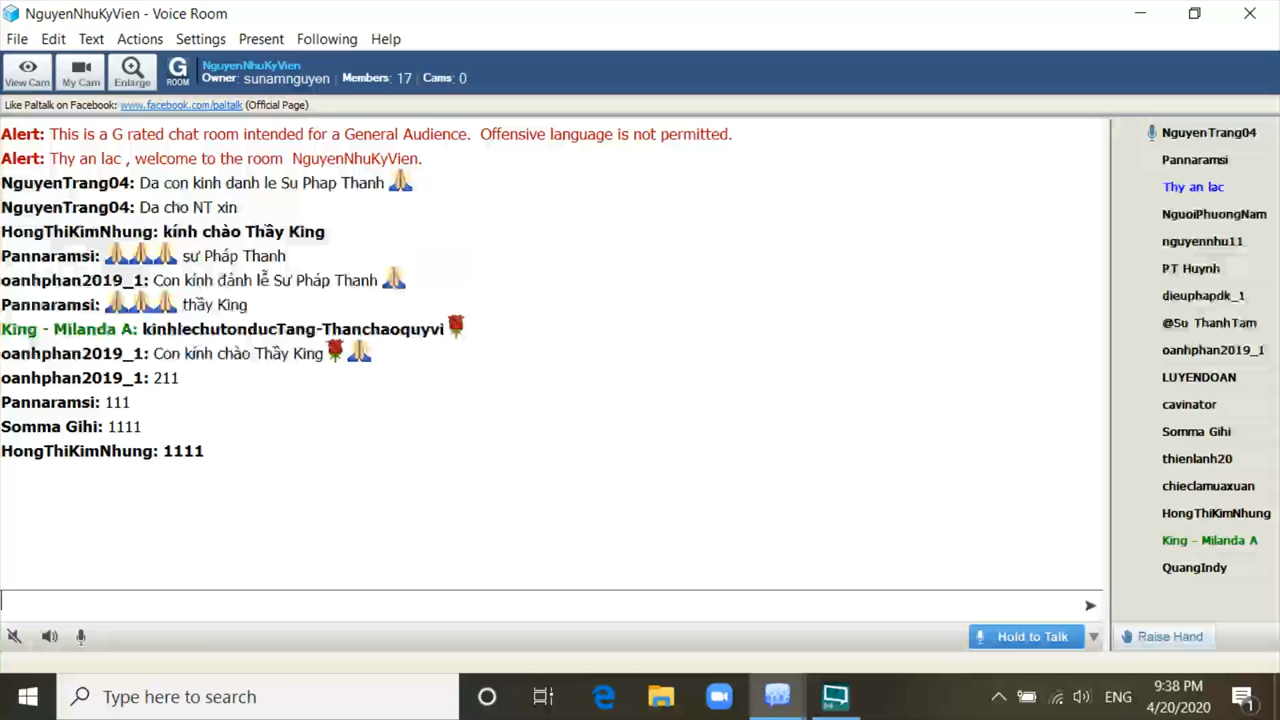 NguyenNhuKyVien - Voice Room
File Edit Text Actions Settings Present Following Help
View Cam My Cam Enlarge G ROOM NguyenNhuKyVien
Owner: sunamnguyen Members: 17 Cams: 0
Like Paltalk on Facebook: www.facebook.com/paltalk (Official Page)
Alert: This is a G rated chat room intended for a General Audience. Offensive language is not permitted.
Alert: Thy an lac , welcome to the room NguyenNhuKyVien.
NguyenTrang04: Da con kinh danh le Su Phap Thanh
NguyenTrang04: Da cho NT xin
HongThiKimNhung: kính chào Thầy King
Pannaramsi: sư Pháp Thanh
oanhphan2019_1: Con kính đảnh lễ Sư Pháp Thanh
Pannaramsi: thầy King
King - Milanda A: kinhlechutonducTang-Thanchaoquyvi
oanhphan2019_1: Con kính chào Thầy King
oanhphan2019_1: 211
Pannaramsi: 111
Somma Gihi: 1111
HongThiKimNhung: 1111
NguyenTrang04
Pannaramsi
Thy an lac
NguoiPhuongNam
nguyennhu11
PT Huynh
dieuphapdk_1
@Su ThanhTam
oanhphan2019_1
LUYENDOAN
cavinator
Somma Gihi
thienlanh20
chieclamuaxuan
HongThiKimNhung
King - Milanda A
QuangIndy
Hold to Talk Raise Hand
Type here to search
ENG
9:38 PM
4/20/2020
1